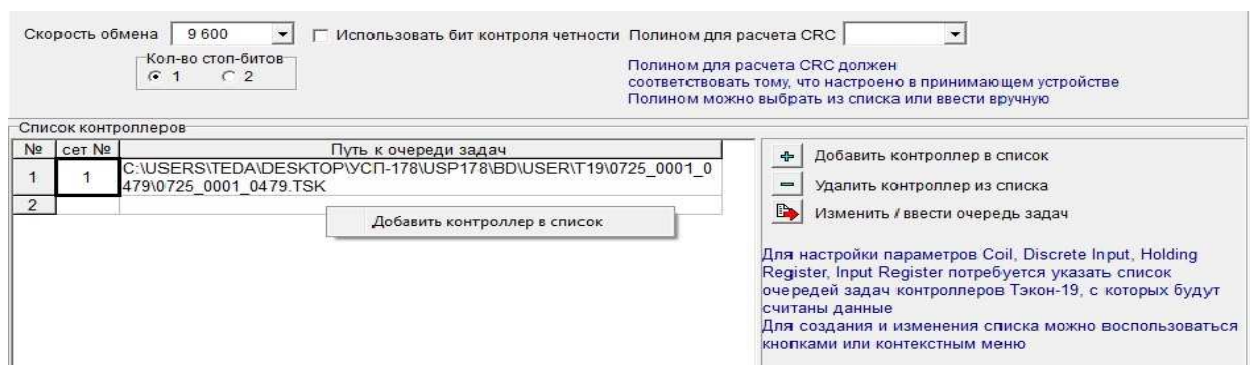 Скорость обмена 9 600 Использовать бит контроля четности Полином для расчета CRC
Кол-во стоп-битов
1 2
Полином для расчета CRC должен
соответствовать тому, что настроено в принимающем устройстве
Полином можно выбрать из списка или ввести вручную
Список контроллеров
№ сет № Путь к очереди задач
1 1 C:\USERS\TEDA\DESKTOP\УСП-178\USP178\BD\USER\T19\0725_0001_0
479\0725_0001_0479.TSK
2
Добавить контроллер в список
Добавить контроллер в список
Удалить контроллер из списка
Изменить / ввести очередь задач
Для настройки параметров Coil, Discrete Input, Holding
Register, Input Register потребуется указать список
очередей задач контроллеров Тэкон-19, с которых будут
считаны данные
Для создания и изменения списка можно воспользоваться
кнопками или контекстным меню